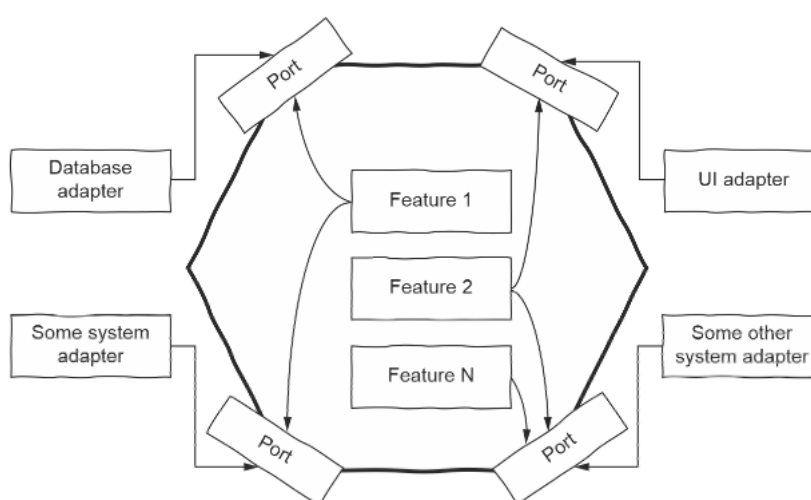 Port
Port
Database
adapter
UI adapter
Feature 1
Feature 2
Some system
adapter
Some other
system adapter
Feature N
Port
Port